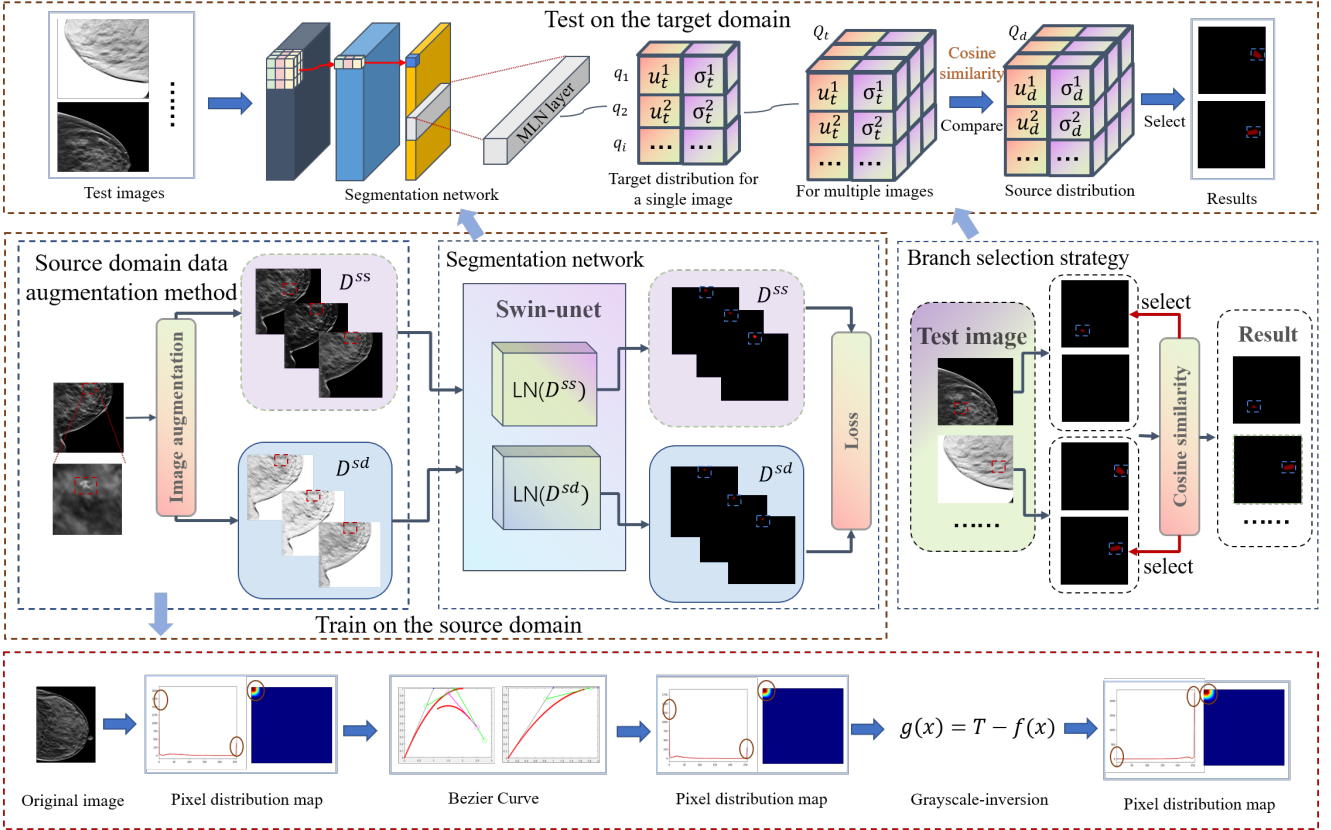 Test on the target domain
Test images
Segmentation network
MLN layer
q₁
q₂
qᵢ
u_t^1 σ_t^1
u_t^2 σ_t^2
... ...
Target distribution for
a single image
Q_t
u_t^1 σ_t^1
u_t^2 σ_t^2
... ...
For multiple images
Cosine
similarity
Compare
Q_d
u_d^1 σ_d^1
u_d^2 σ_d^2
... ...
Source distribution
Select
Results
Source domain data
augmentation method
Image augmentation
D^ss
D^sd
Segmentation network
Swin-unet
LN(D^ss)
LN(D^sd)
D^ss
D^sd
Loss
Train on the source domain
Branch selection strategy
Test image
......
select
select
Cosine similarity
Result
......
Original image
Pixel distribution map
Bezier Curve
Pixel distribution map
g(x) = T − f(x)
Grayscale-inversion
Pixel distribution map